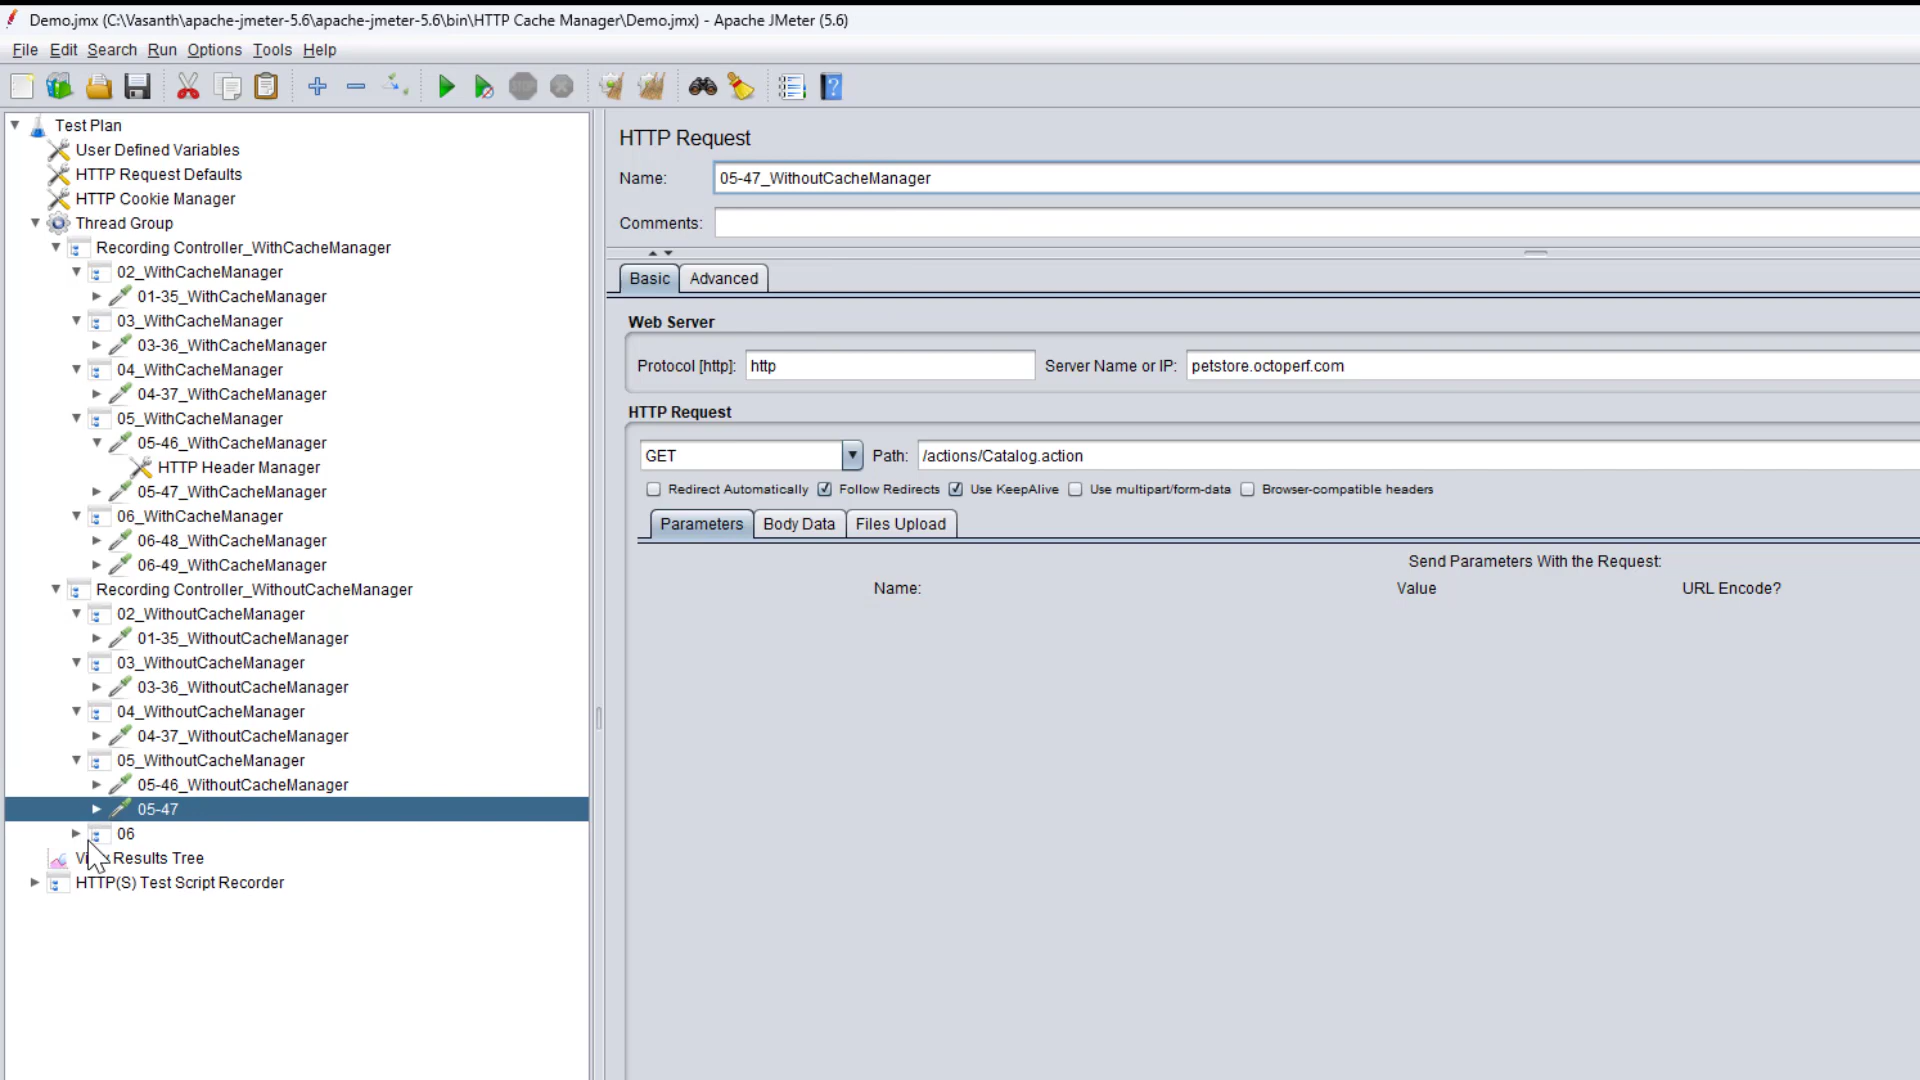 Demo.jmx (C:\Vasanth\apache-jmeter-5.6\apache-jmeter-5.6\bin\HTTP Cache Manager\Demo.jmx) - Apache JMeter (5.6)
File Edit Search Run Options Tools Help
STOP
?
Test Plan
User Defined Variables
HTTP Request Defaults
HTTP Cookie Manager
Thread Group
Recording Controller_WithCacheManager
02_WithCacheManager
01-35_WithCacheManager
03_WithCacheManager
03-36_WithCacheManager
04_WithCacheManager
04-37_WithCacheManager
05_WithCacheManager
05-46_WithCacheManager
HTTP Header Manager
05-47_WithCacheManager
06_WithCacheManager
06-48_WithCacheManager
06-49_WithCacheManager
Recording Controller_WithoutCacheManager
02_WithoutCacheManager
01-35_WithoutCacheManager
03_WithoutCacheManager
03-36_WithoutCacheManager
04_WithoutCacheManager
04-37_WithoutCacheManager
05_WithoutCacheManager
05-46_WithoutCacheManager
05-47
06
Results Tree
HTTP(S) Test Script Recorder
HTTP Request
Name: 05-47_WithoutCacheManager
Comments:
Basic Advanced
Web Server
Protocol [http]: http Server Name or IP: petstore.octoperf.com
HTTP Request
GET Path: /actions/Catalog.action
Redirect Automatically Follow Redirects Use KeepAlive Use multipart/form-data Browser-compatible headers
Parameters Body Data Files Upload
Send Parameters With the Request:
Name: Value URL Encode?